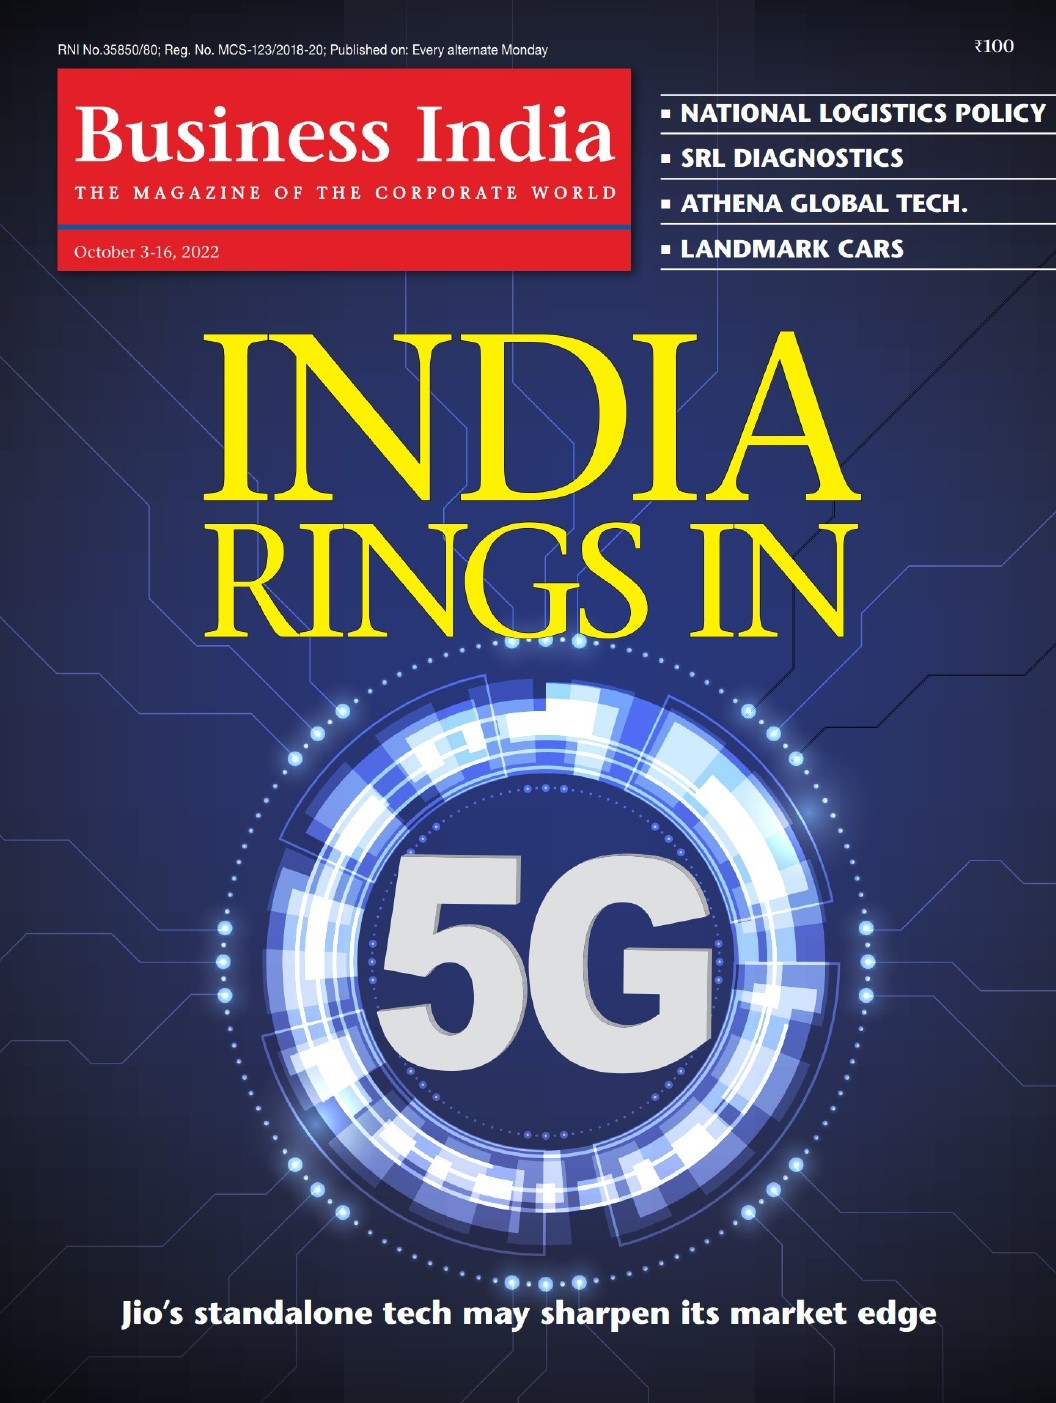 RNI No.35850/80; Reg. No. MCS-123/2018-20; Published on: Every alternate Monday
₹100
Business India
THE MAGAZINE OF THE CORPORATE WORLD
October 3-16, 2022
▪ NATIONAL LOGISTICS POLICY
▪ SRL DIAGNOSTICS
▪ ATHENA GLOBAL TECH.
▪ LANDMARK CARS
INDIA
RINGS IN
5G
Jio's standalone tech may sharpen its market edge